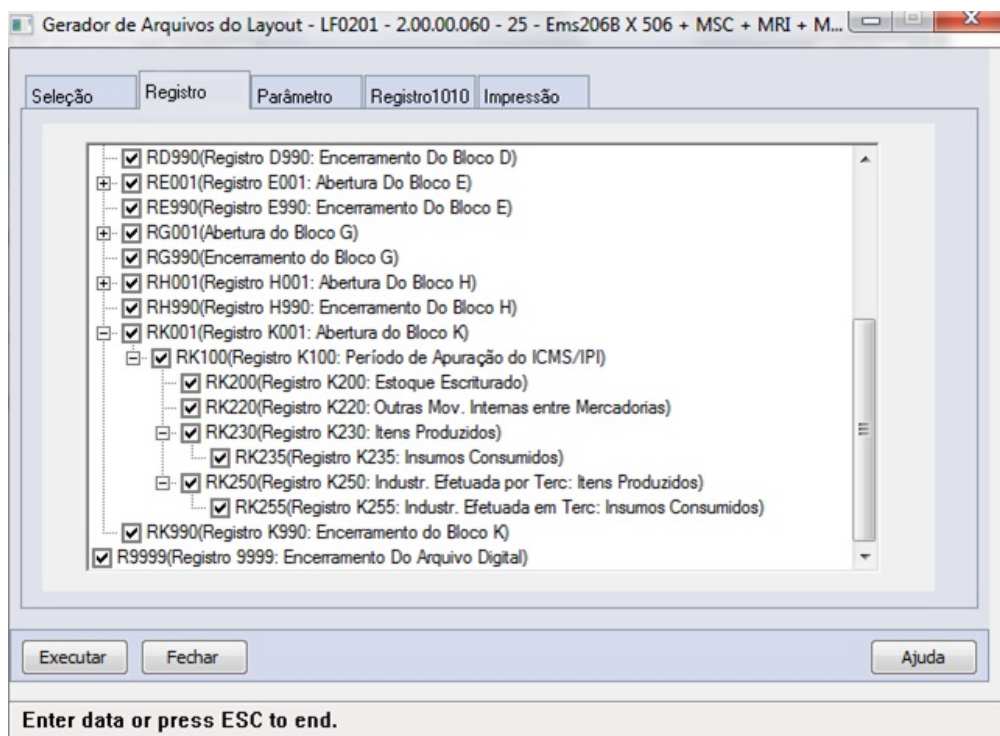 Gerador de Arquivos do Layout - LF0201 - 2.00.00.060 - 25 - Ems206B X 506 + MSC + MRI + M...
Seleção Registro Parâmetro Registro1010 Impressão
RD990(Registro D990: Encerramento Do Bloco D)
RE001(Registro E001: Abertura Do Bloco E)
RE990(Registro E990: Encerramento Do Bloco E)
RG001(Abertura do Bloco G)
RG990(Encerramento do Bloco G)
RH001(Registro H001: Abertura Do Bloco H)
RH990(Registro H990: Encerramento Do Bloco H)
RK001(Registro K001: Abertura do Bloco K)
RK100(Registro K100: Período de Apuração do ICMS/IPI)
RK200(Registro K200: Estoque Escriturado)
RK220(Registro K220: Outras Mov. Internas entre Mercadorias)
RK230(Registro K230: Itens Produzidos)
RK235(Registro K235: Insumos Consumidos)
RK250(Registro K250: Industr. Efetuada por Terc: Itens Produzidos)
RK255(Registro K255: Industr. Efetuada em Terc: Insumos Consumidos)
RK990(Registro K990: Encerramento do Bloco K)
R9999(Registro 9999: Encerramento Do Arquivo Digital)
Executar Fechar Ajuda
Enter data or press ESC to end.